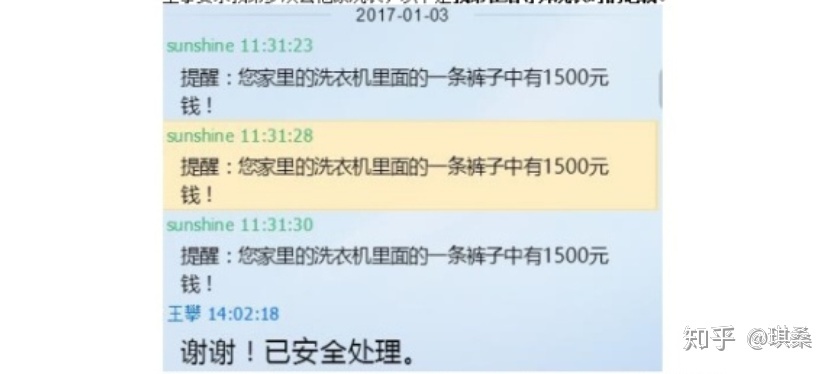 2017-01-03
sunshine 11:31:23
提醒：您家里的洗衣机里面的一条裤子中有1500元
钱！
sunshine 11:31:28
提醒：您家里的洗衣机里面的一条裤子中有1500元
钱！
sunshine 11:31:30
提醒：您家里的洗衣机里面的一条裤子中有1500元
钱！
王攀 14:02:18
谢谢！已安全处理。
知乎 @琪桑